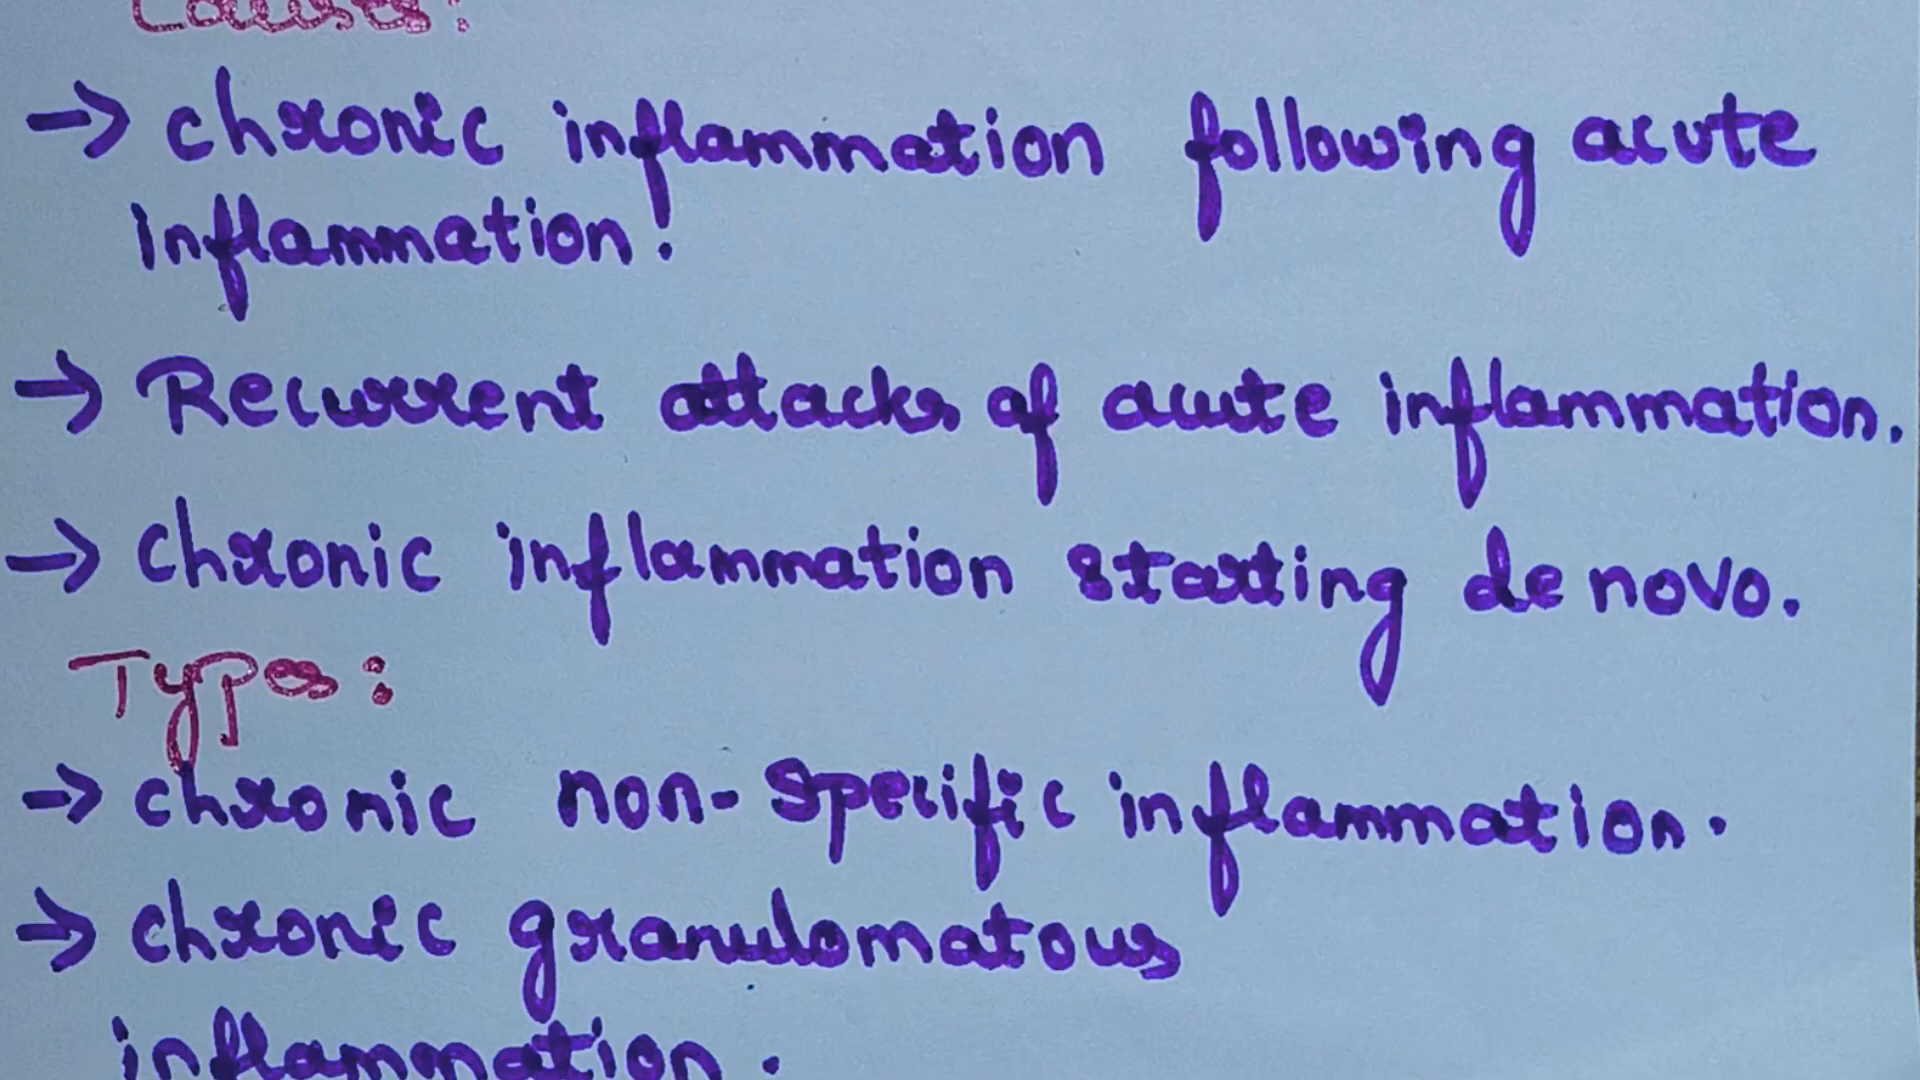 Causes:
→ chronic inflammation following acute
inflammation!
→ Recurrent attacks of acute inflammation.
→ chronic inflammation starting de novo.
Types:
→ chronic non-specific inflammation.
→ chronic granulomatous
inflammation.